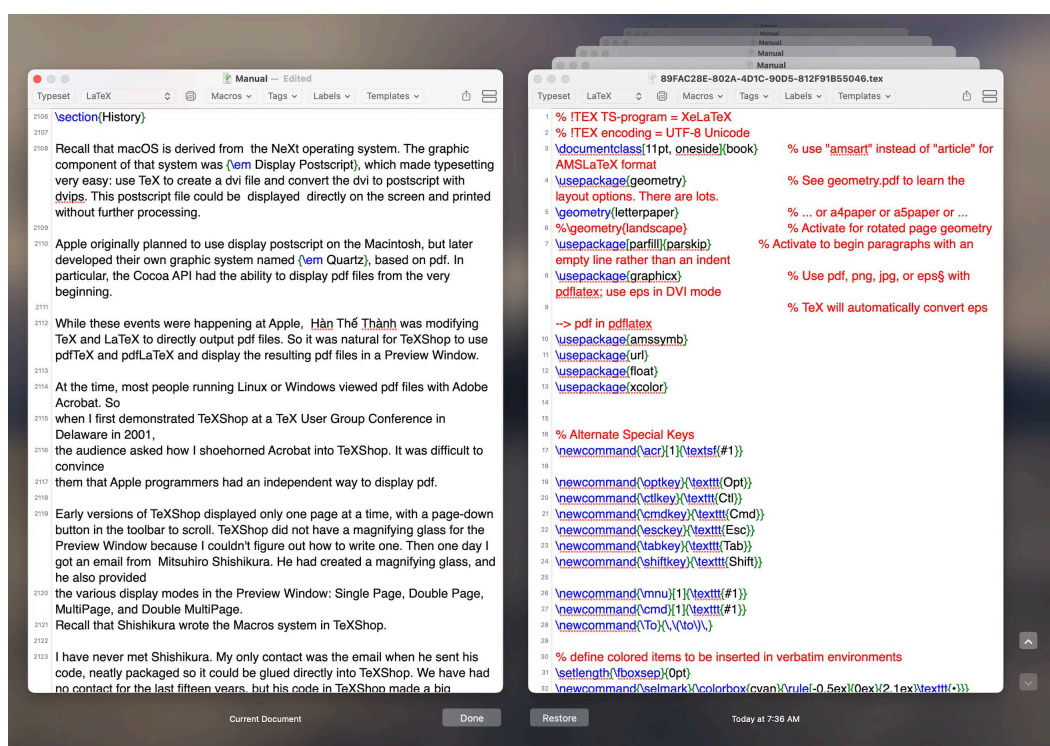 Manual
Manual
Manual
Manual
Manual — Edited
Typeset LaTeX Macros Tags Labels Templates
2106 \section{History}
2107
2108 Recall that macOS is derived from the NeXt operating system. The graphic
component of that system was {\em Display Postscript}, which made typesetting
very easy: use TeX to create a dvi file and convert the dvi to postscript with
dvips. This postscript file could be displayed directly on the screen and printed
without further processing.
2109
2110 Apple originally planned to use display postscript on the Macintosh, but later
developed their own graphic system named {\em Quartz}, based on pdf. In
particular, the Cocoa API had the ability to display pdf files from the very
beginning.
2111
2112 While these events were happening at Apple, Hàn Thế Thành was modifying
TeX and LaTeX to directly output pdf files. So it was natural for TeXShop to use
pdfTeX and pdfLaTeX and display the resulting pdf files in a Preview Window.
2113
2114 At the time, most people running Linux or Windows viewed pdf files with Adobe
Acrobat. So
2115 when I first demonstrated TeXShop at a TeX User Group Conference in
Delaware in 2001,
2116 the audience asked how I shoehorned Acrobat into TeXShop. It was difficult to
convince
2117 them that Apple programmers had an independent way to display pdf.
2118
2119 Early versions of TeXShop displayed only one page at a time, with a page-down
button in the toolbar to scroll. TeXShop did not have a magnifying glass for the
Preview Window because I couldn't figure out how to write one. Then one day I
got an email from Mitsuhiro Shishikura. He had created a magnifying glass, and
he also provided
2120 the various display modes in the Preview Window: Single Page, Double Page,
MultiPage, and Double MultiPage.
2121 Recall that Shishikura wrote the Macros system in TeXShop.
2122
2123 I have never met Shishikura. My only contact was the email when he sent his
code, neatly packaged so it could be glued directly into TeXShop. We have had
no contact for the last fifteen years, but his code in TeXShop made a big
89FAC28E-802A-4D1C-90D5-812F91B55046.tex
Typeset LaTeX Macros Tags Labels Templates
1 % !TEX TS-program = XeLaTeX
2 % !TEX encoding = UTF-8 Unicode
3 \documentclass[11pt, oneside]{book} % use "amsart" instead of "article" for
AMSLaTeX format
4 \usepackage{geometry} % See geometry.pdf to learn the
layout options. There are lots.
5 \geometry{letterpaper} % ... or a4paper or a5paper or ...
6 %\geometry{landscape} % Activate for rotated page geometry
7 \usepackage[parfill]{parskip} % Activate to begin paragraphs with an
empty line rather than an indent
8 \usepackage{graphicx} % Use pdf, png, jpg, or eps§ with
pdflatex; use eps in DVI mode
9 % TeX will automatically convert eps
--> pdf in pdflatex
10 \usepackage{amssymb}
11 \usepackage{url}
12 \usepackage{float}
13 \usepackage{xcolor}
14
15
16 % Alternate Special Keys
17 \newcommand{\acr}[1]{\textsf{#1}}
18
19 \newcommand{\optkey}{\texttt{Opt}}
20 \newcommand{\ctlkey}{\texttt{Ctl}}
21 \newcommand{\cmdkey}{\texttt{Cmd}}
22 \newcommand{\esckey}{\texttt{Esc}}
23 \newcommand{\tabkey}{\texttt{Tab}}
24 \newcommand{\shiftkey}{\texttt{Shift}}
25
26 \newcommand{\mnu}[1]{\texttt{#1}}
27 \newcommand{\cmd}[1]{\texttt{#1}}
28 \newcommand{\To}{\,\(\to\)\,}
29
30 % define colored items to be inserted in verbatim environments
31 \setlength{\fboxsep}{0pt}
32 \newcommand{\selmark}{\colorbox{cyan}{\rule[-0.5ex]{0ex}{2.1ex}\texttt{•}}}
Current Document Done Restore Today at 7:36 AM